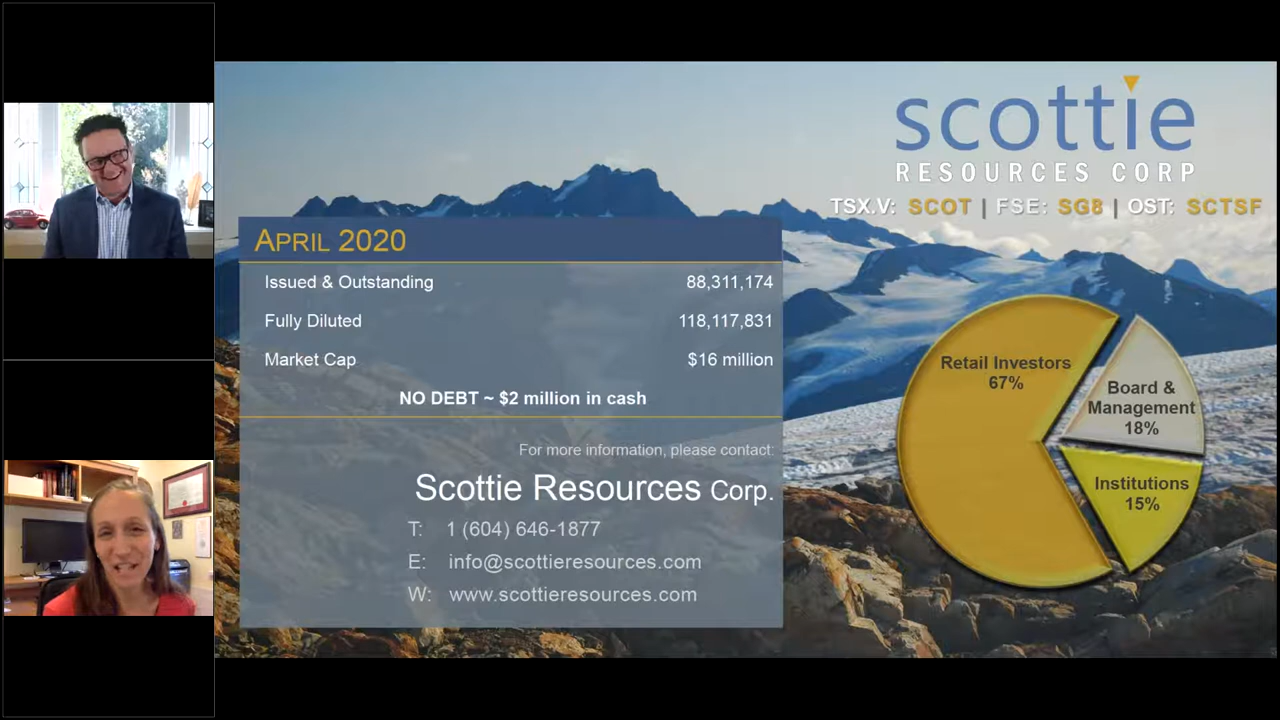 scottie
RESOURCES CORP
TSX.V: SCOT | FSE: SGB | OST: SCTSF
APRIL 2020
Issued & Outstanding 88,311,174
Fully Diluted 118,117,831
Market Cap $16 million
NO DEBT ~ $2 million in cash
For more information, please contact:
Scottie Resources Corp.
T: 1 (604) 646-1877
E: info@scottieresources.com
W: www.scottieresources.com
Retail Investors
67%
Board &
Management
18%
Institutions
15%